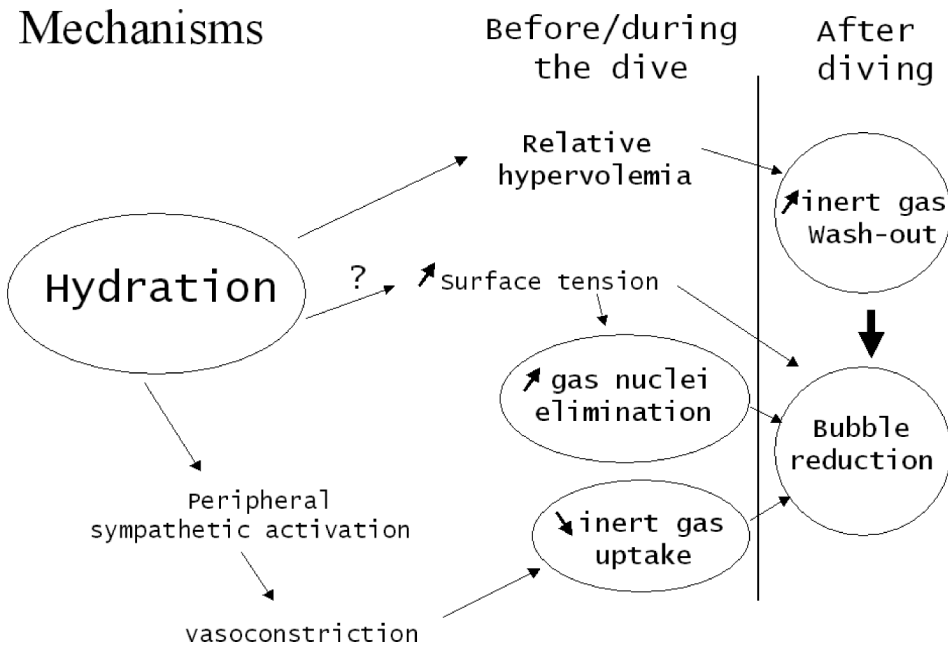 Mechanisms
Before/during
the dive
After
diving
Relative
hypervolemia
inert gas
Wash-out
Hydration
?
Surface tension
gas nuclei
elimination
Bubble
reduction
Peripheral
sympathetic activation
inert gas
uptake
vasoconstriction